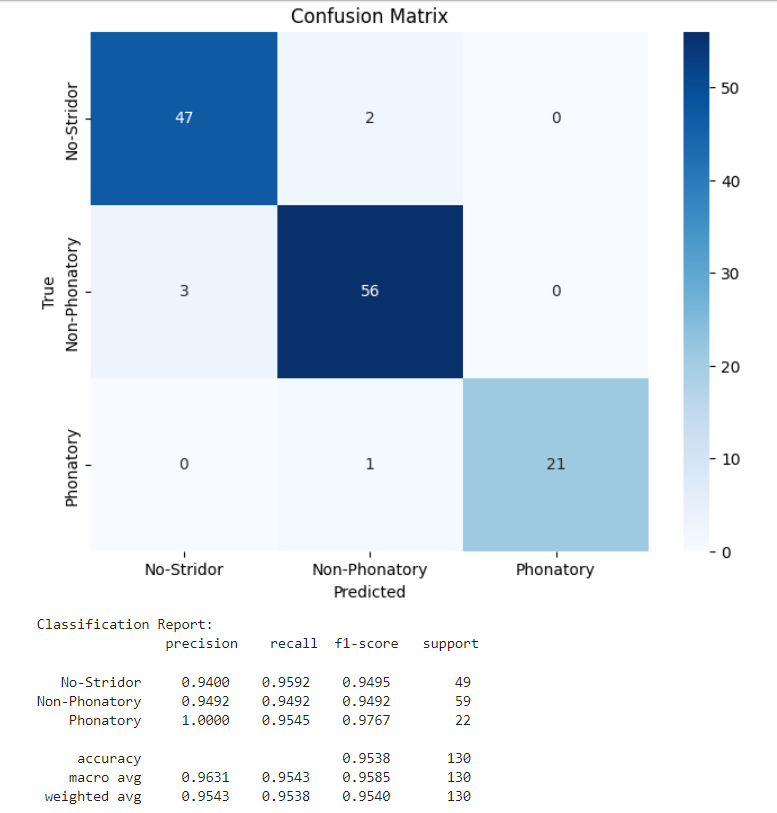 Confusion Matrix
No-Stridor
47
2
0
50
40
True
Non-Phonatory
3
56
0
30
20
Phonatory
0
1
21
10
0
No-Stridor
Non-Phonatory
Phonatory
Predicted
Classification Report:
precision recall f1-score support
No-Stridor 0.9400 0.9592 0.9495 49
Non-Phonatory 0.9492 0.9492 0.9492 59
Phonatory 1.0000 0.9545 0.9767 22
accuracy 0.9538 130
macro avg 0.9631 0.9543 0.9585 130
weighted avg 0.9543 0.9538 0.9540 130